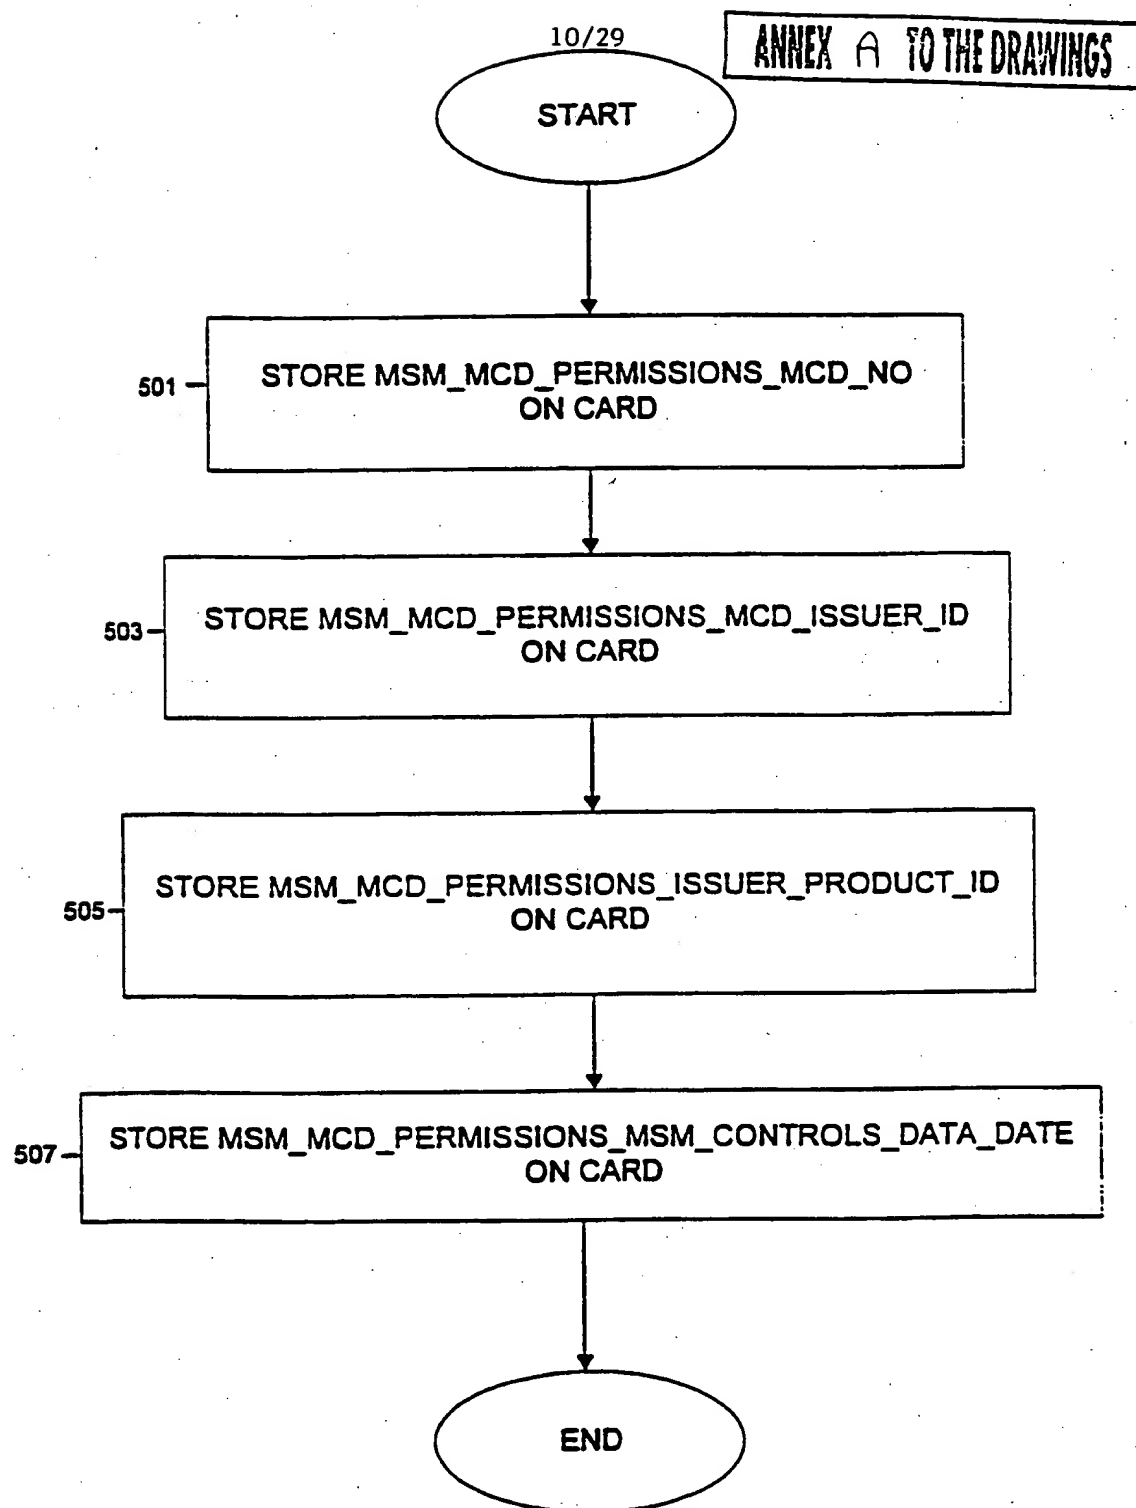 10/29
ANNEX A TO THE DRAWINGS
START
501
STORE MSM_MCD_PERMISSIONS_MCD_NO
ON CARD
503
STORE MSM_MCD_PERMISSIONS_MCD_ISSUER_ID
ON CARD
505
STORE MSM_MCD_PERMISSIONS_ISSUER_PRODUCT_ID
ON CARD
507
STORE MSM_MCD_PERMISSIONS_MSM_CONTROLS_DATA_DATE
ON CARD
END